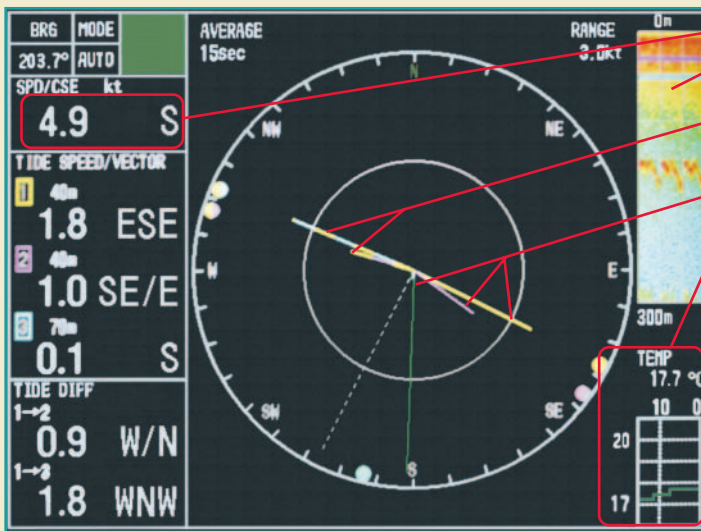 BRG MODE
203.7° AUTO
SPD/CSE kt
4.9 S
TIDE SPEED/VECTOR
1 40m
1.8 ESE
2 40m
1.0 SE/E
3 70m
0.1 S
TIDE DIFF
1→2
0.9 W/N
1→3
1.8 WNW
AVERAGE
15sec
RANGE
3.0kt
N
NW NE
W E
SW SE
S
0m
300m
TEMP
17.7 °C
10 0
20
17